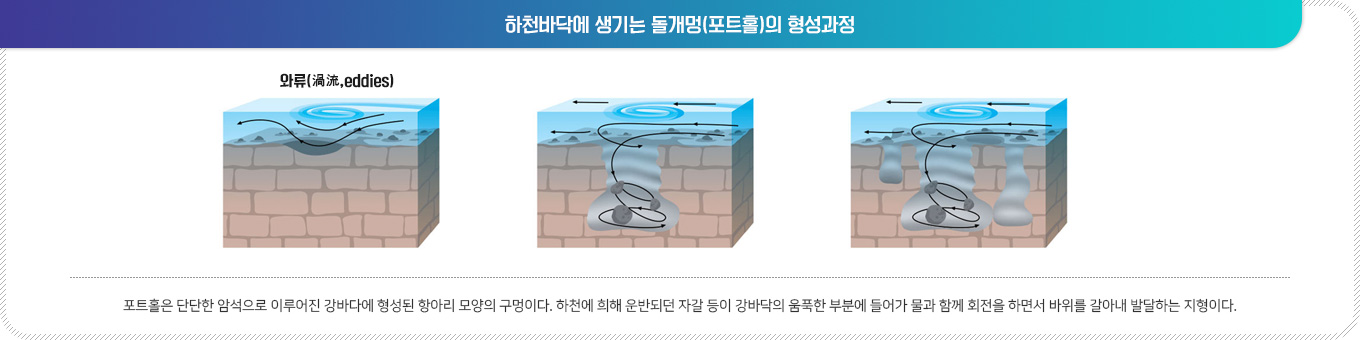 하천바닥에 생기는 돌개멍(포트홀)의 형성과정
와류(渦流,eddies)
포트홀은 단단한 암석으로 이루어진 강바다에 형성된 항아리 모양의 구멍이다. 하천에 희해 운반되던 자갈 등이 강바닥의 움푹한 부분에 들어가 물과 함께 회전을 하면서 바위를 갈아내 발달하는 지형이다.